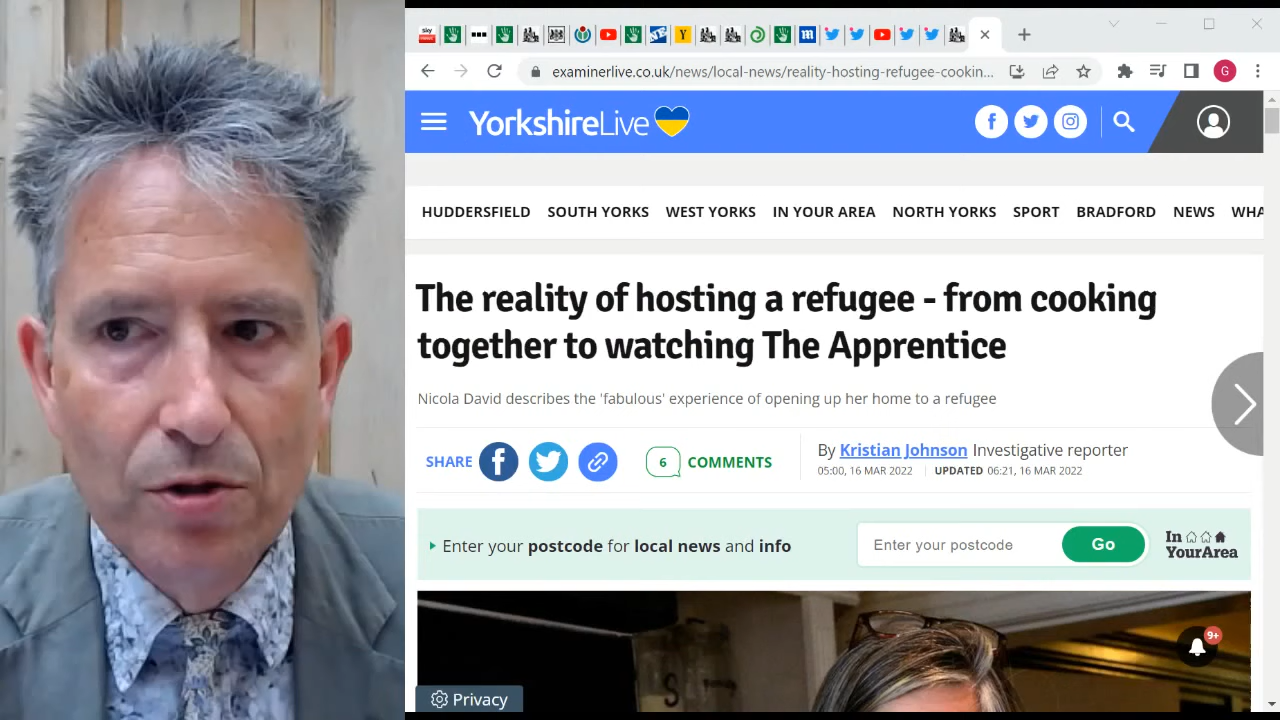 sky
Y
m
examinerlive.co.uk/news/local-news/reality-hosting-refugee-cookin...
G
YorkshireLive
HUDDERSFIELD SOUTH YORKS WEST YORKS IN YOUR AREA NORTH YORKS SPORT BRADFORD NEWS WHA
The reality of hosting a refugee - from cooking
together to watching The Apprentice
Nicola David describes the 'fabulous' experience of opening up her home to a refugee
SHARE 6 COMMENTS
By Kristian Johnson Investigative reporter
05:00, 16 MAR 2022 UPDATED 06:21, 16 MAR 2022
Enter your postcode for local news and info
Enter your postcode Go
In
YourArea
S
9+
Privacy